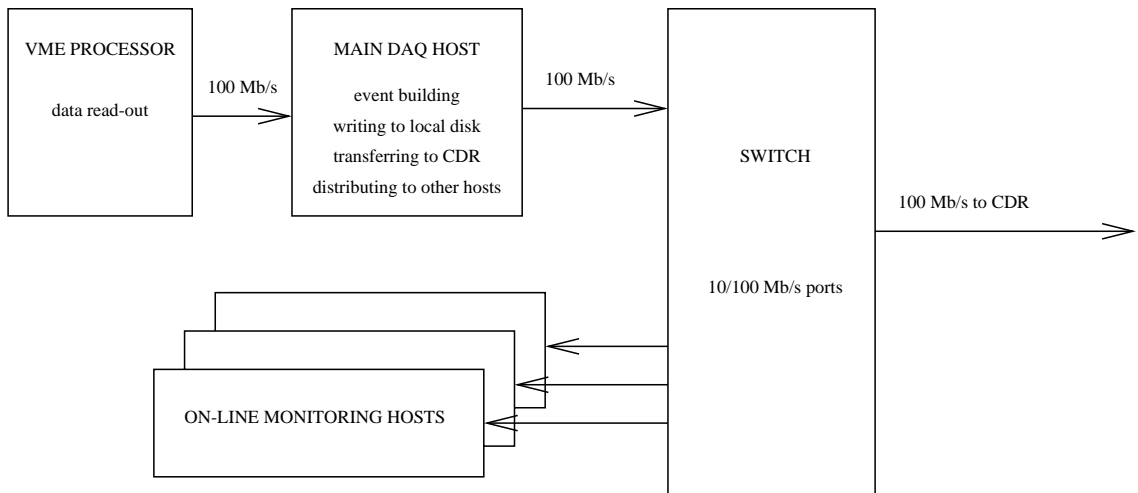 VME PROCESSOR
data read-out
100 Mb/s
MAIN DAQ HOST
event building
writing to local disk
transferring to CDR
distributing to other hosts
100 Mb/s
SWITCH
10/100 Mb/s ports
100 Mb/s to CDR
ON-LINE MONITORING HOSTS